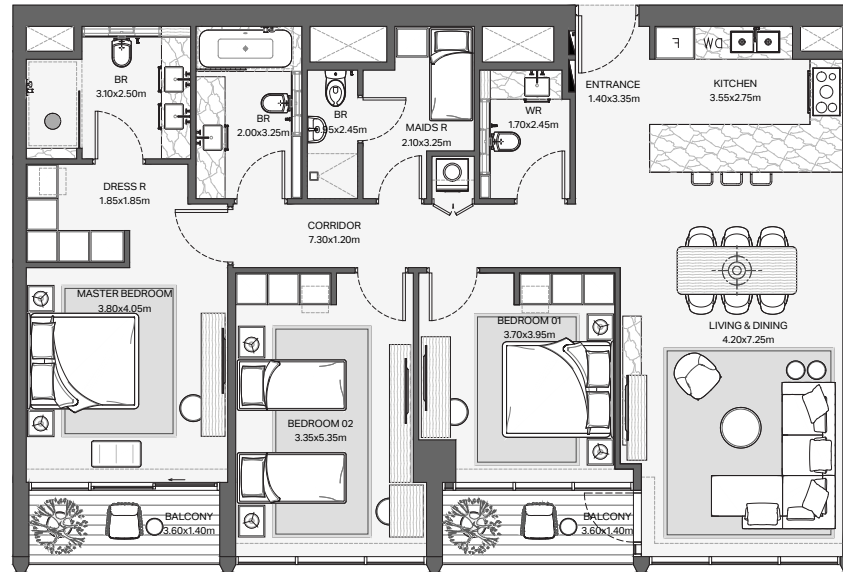 BR
3.10x2.50m
BR
2.00x3.25m
BR
0.95x2.45m
MAIDS R
2.10x3.25m
WR
1.70x2.45m
ENTRANCE
1.40x3.35m
F
DW
KITCHEN
3.55x2.75m
DRESS R
1.85x1.85m
CORRIDOR
7.30x1.20m
MASTER BEDROOM
3.80x4.05m
BEDROOM 02
3.35x5.35m
BEDROOM 01
3.70x3.95m
LIVING & DINING
4.20x7.25m
BALCONY
3.60x1.40m
BALCONY
3.60x1.40m